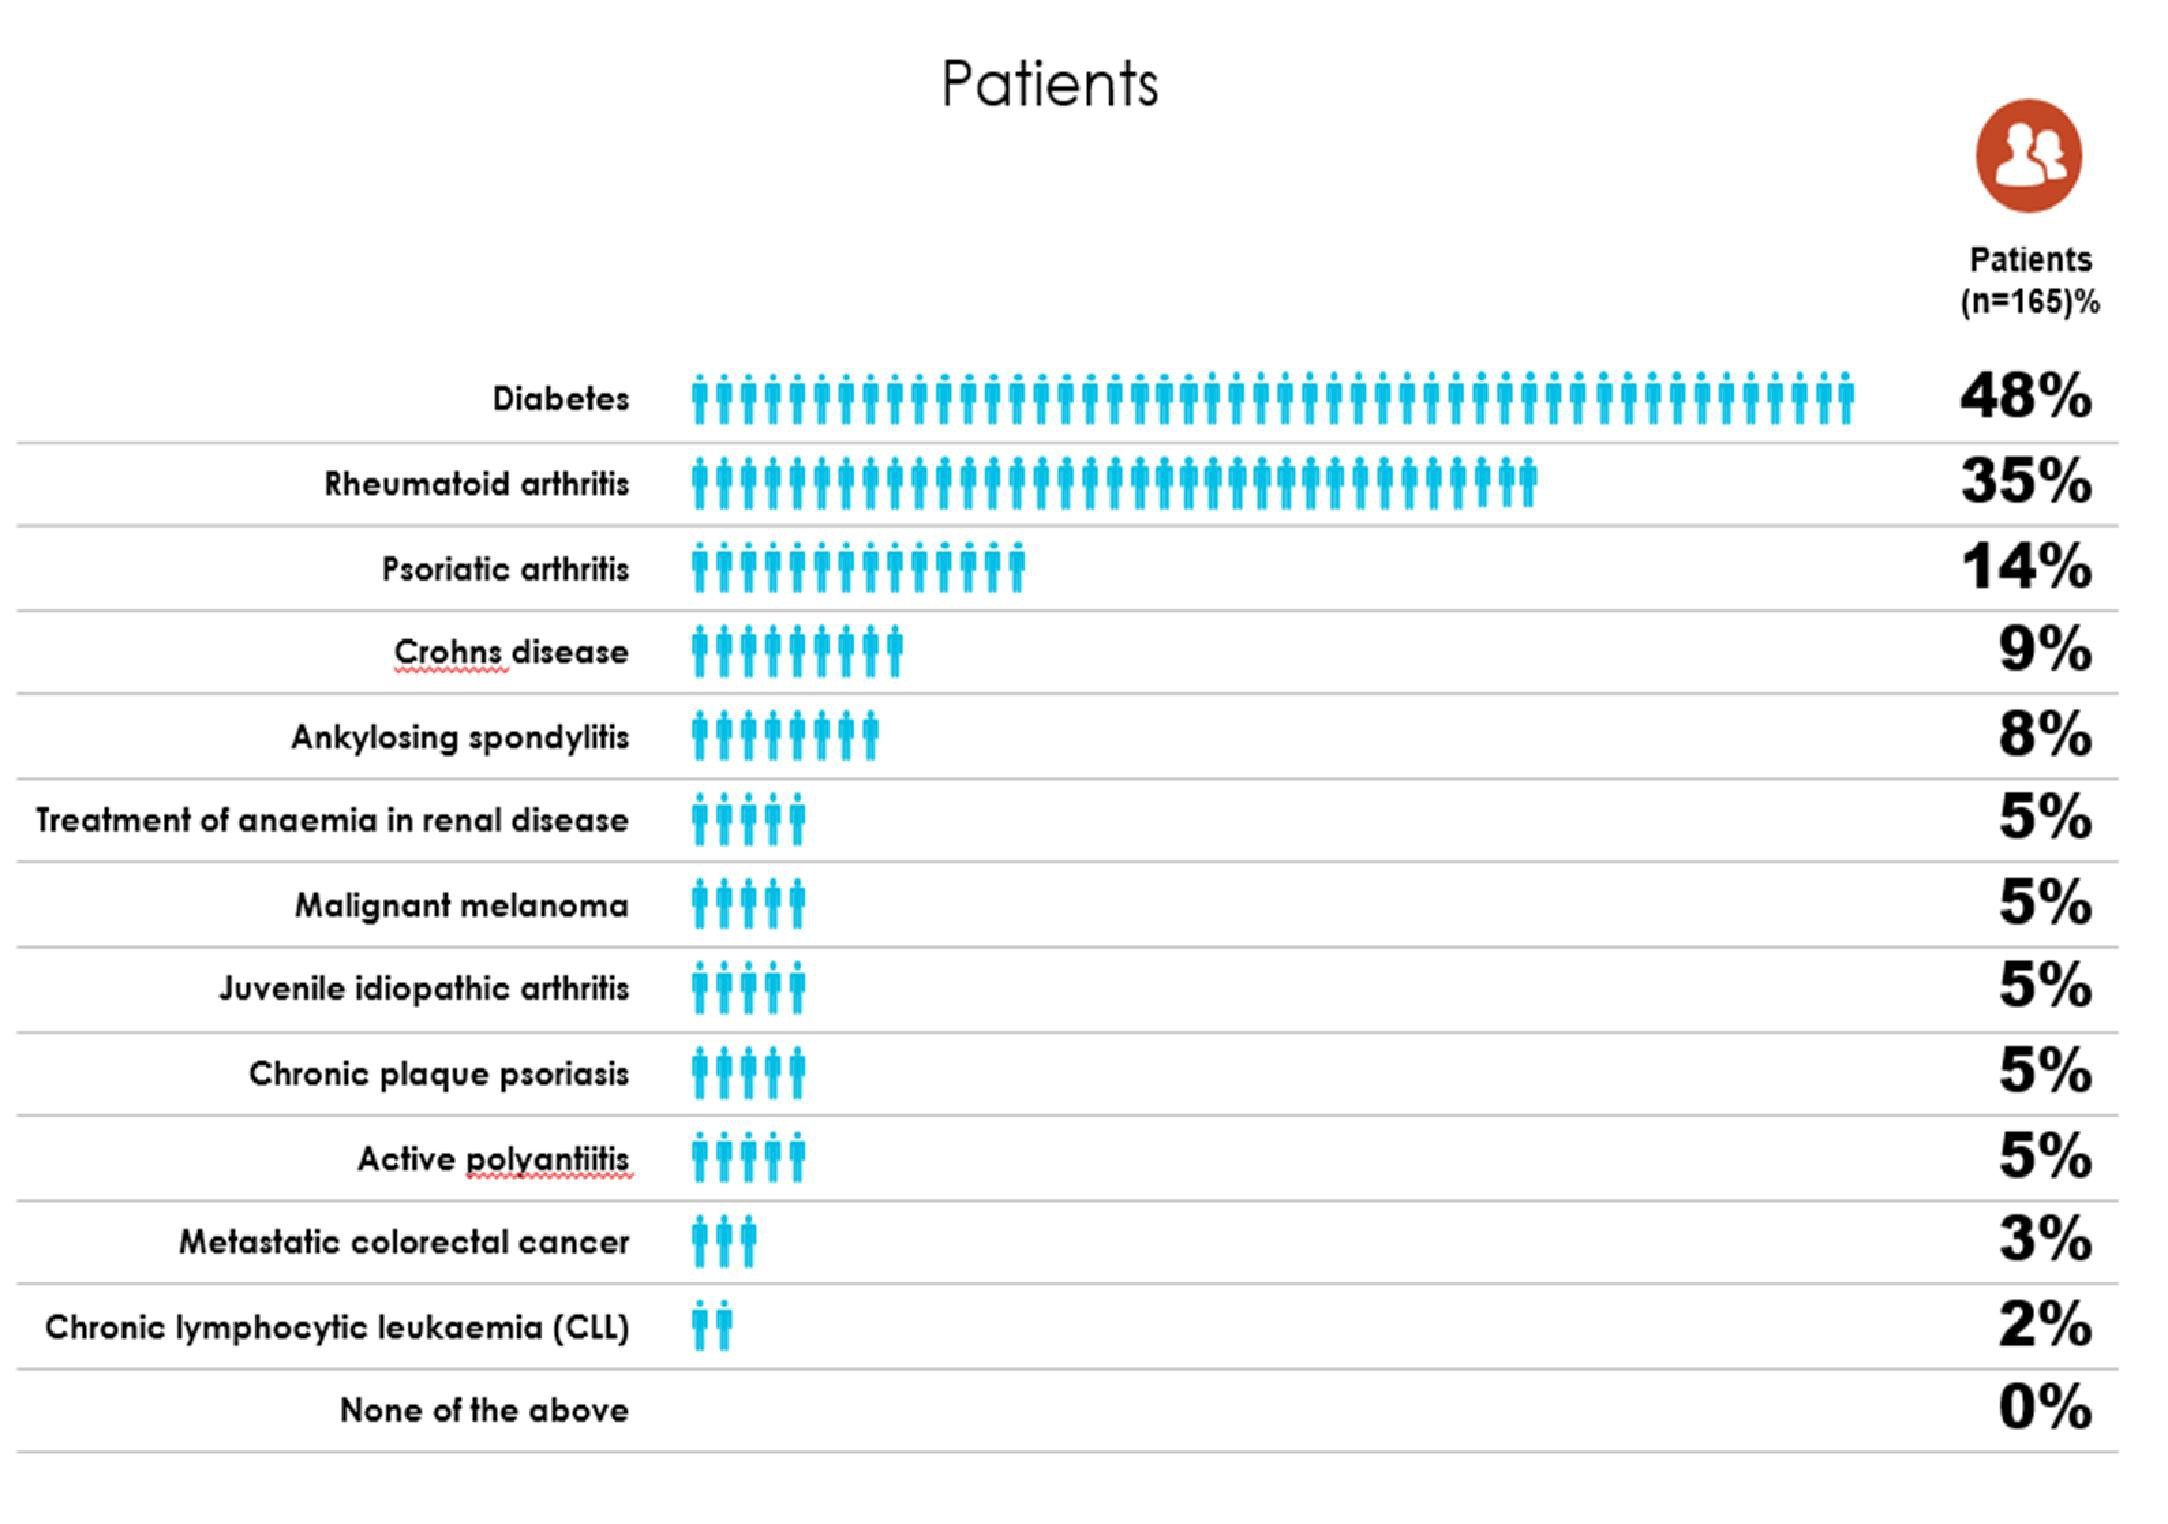 Patients
Patients
(n=165)%
Diabetes 48%
Rheumatoid arthritis 35%
Psoriatic arthritis 14%
Crohns disease 9%
Ankylosing spondylitis 8%
Treatment of anaemia in renal disease 5%
Malignant melanoma 5%
Juvenile idiopathic arthritis 5%
Chronic plaque psoriasis 5%
Active polyantiitis 5%
Metastatic colorectal cancer 3%
Chronic lymphocytic leukaemia (CLL) 2%
None of the above 0%